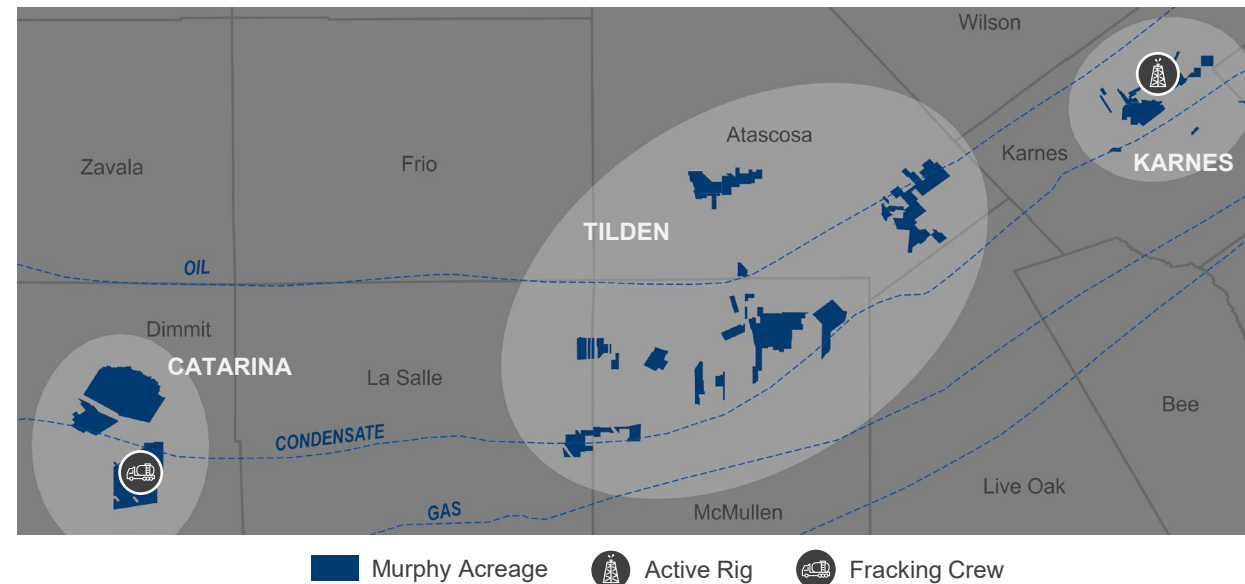 Wilson
Atascosa
Karnes
KARNES
Zavala
Frio
TILDEN
OIL
Dimmit
CATARINA
La Salle
Bee
CONDENSATE
Live Oak
GAS
McMullen
Murphy Acreage
Active Rig
Fracking Crew